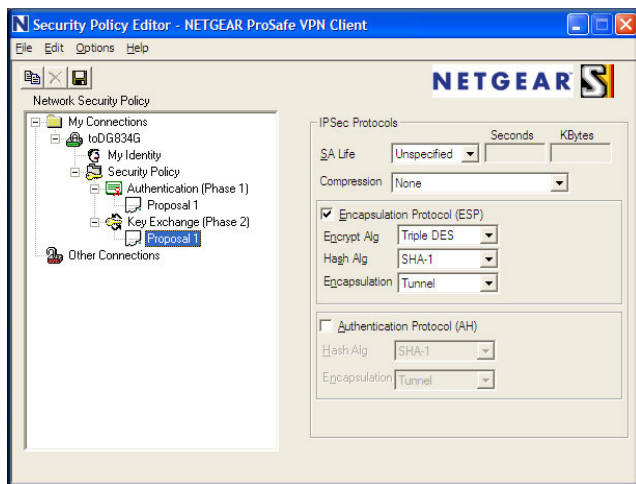 N Security Policy Editor - NETGEAR ProSafe VPN Client
File Edit Options Help
NETGEAR S
Network Security Policy
My Connections
toDG834G
My Identity
Security Policy
Authentication (Phase 1)
Proposal 1
Key Exchange (Phase 2)
Proposal 1
Other Connections
IPSec Protocols
Seconds KBytes
SA Life Unspecified
Compression None
Encapsulation Protocol (ESP)
Encrypt Alg Triple DES
Hash Alg SHA-1
Encapsulation Tunnel
Authentication Protocol (AH)
Hash Alg SHA-1
Encapsulation Tunnel